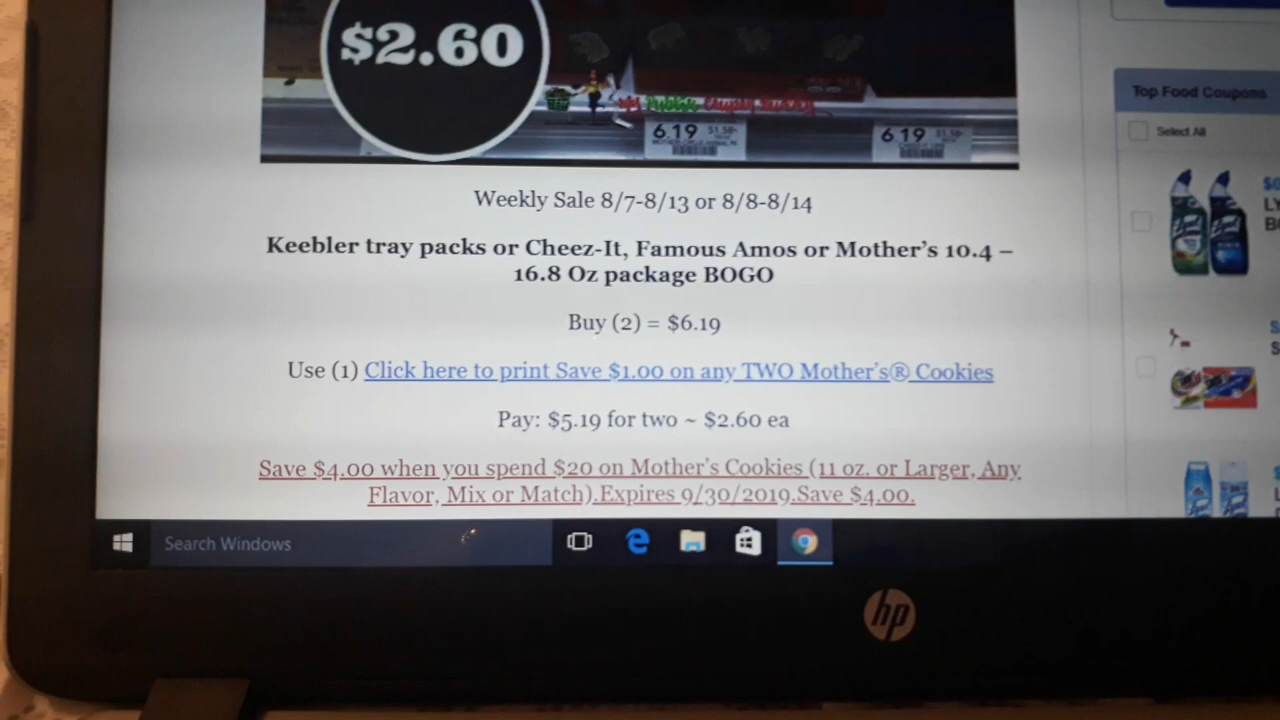 $2.60
My Publix Coupon Buddy
6.19
6.19
Top Food Coupons
Select All
Weekly Sale 8/7-8/13 or 8/8-8/14
Keebler tray packs or Cheez-It, Famous Amos or Mother's 10.4 –
16.8 Oz package BOGO
Buy (2) = $6.19
Use (1) Click here to print Save $1.00 on any TWO Mother's® Cookies
Pay: $5.19 for two ~ $2.60 ea
Save $4.00 when you spend $20 on Mother's Cookies (11 oz. or Larger, Any
Flavor, Mix or Match).Expires 9/30/2019.Save $4.00.
Search Windows
hp